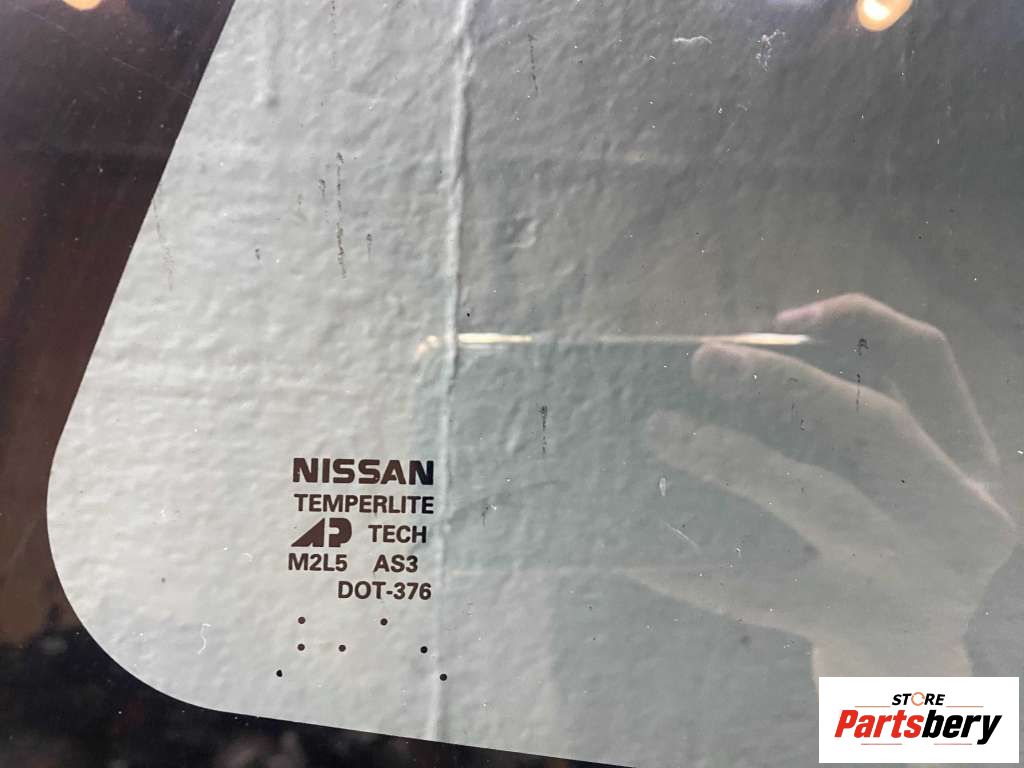 NISSAN
TEMPERLITE
AP TECH
M2L5 AS3
DOT-376
STORE
Partsbery